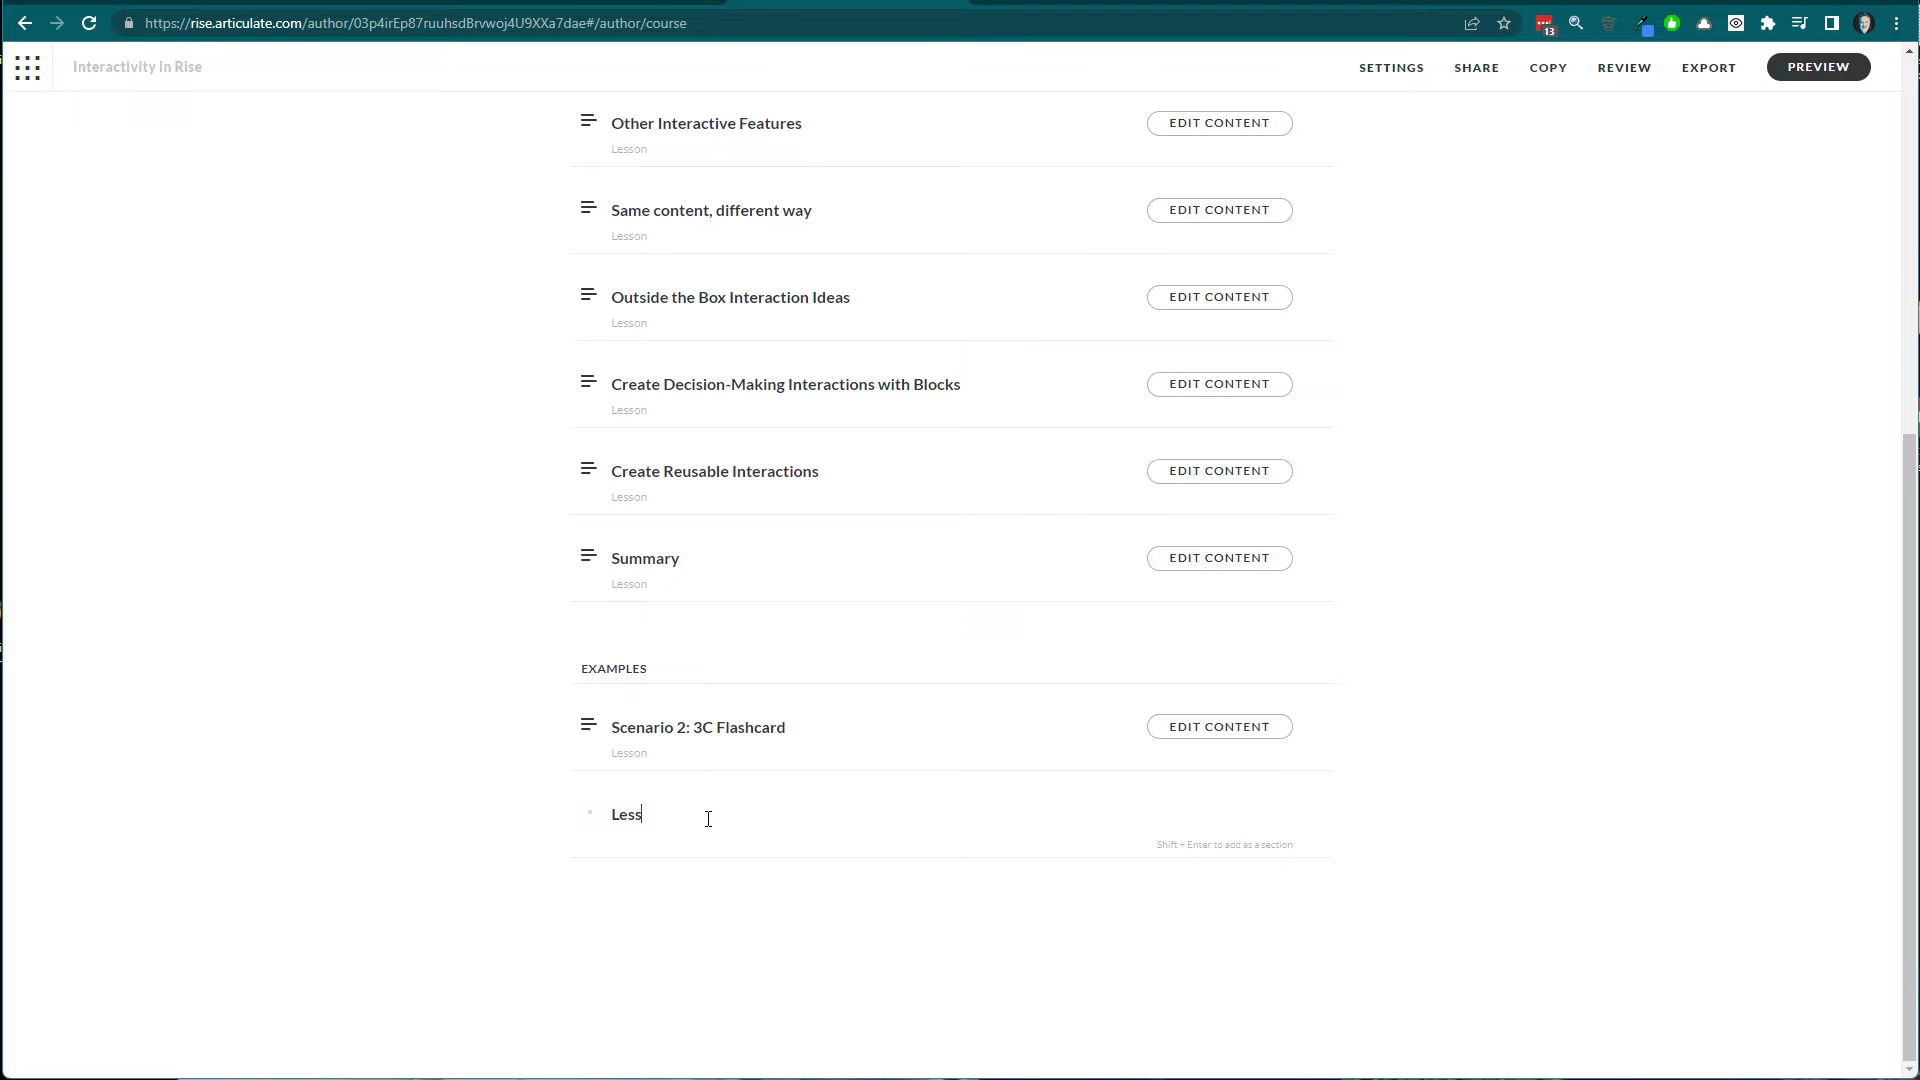 https://rise.articulate.com/author/03p4irEp87ruuhsdBrvwoj4U9XXa7dae#/author/course
13
Interactivity in Rise
SETTINGS
SHARE
COPY
REVIEW
EXPORT
PREVIEW
Other Interactive Features
EDIT CONTENT
Lesson
Same content, different way
EDIT CONTENT
Lesson
Outside the Box Interaction Ideas
EDIT CONTENT
Lesson
Create Decision-Making Interactions with Blocks
EDIT CONTENT
Lesson
Create Reusable Interactions
EDIT CONTENT
Lesson
Summary
EDIT CONTENT
Lesson
EXAMPLES
Scenario 2: 3C Flashcard
EDIT CONTENT
Lesson
Less
Shift + Enter to add as a section